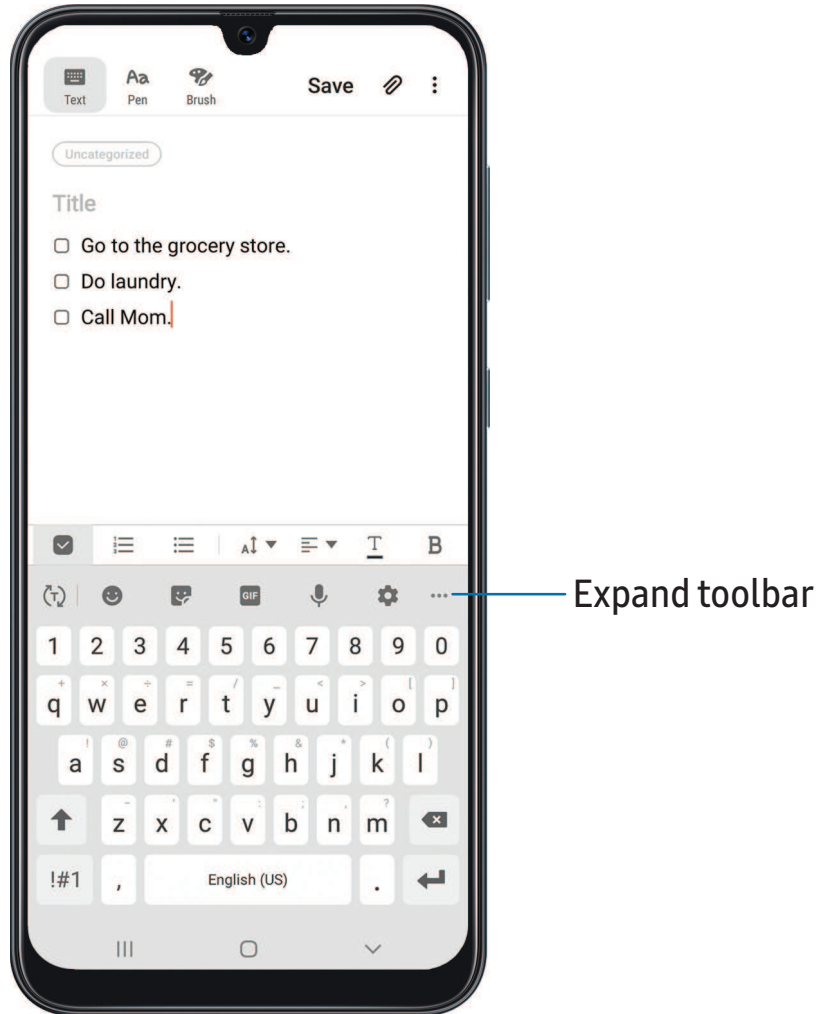 Text Aa Pen Brush Save
Uncategorized
Title
Go to the grocery store.
Do laundry.
Call Mom.
A T B
T GIF
Expand toolbar
1 2 3 4 5 6 7 8 9 0
+ × ÷ = / _ < > [ ]
q w e r t y u i o p
! @ # $ % & * ( )
a s d f g h j k l
- ' " : ; , ?
z x c v b n m
!#1 , English (US) .